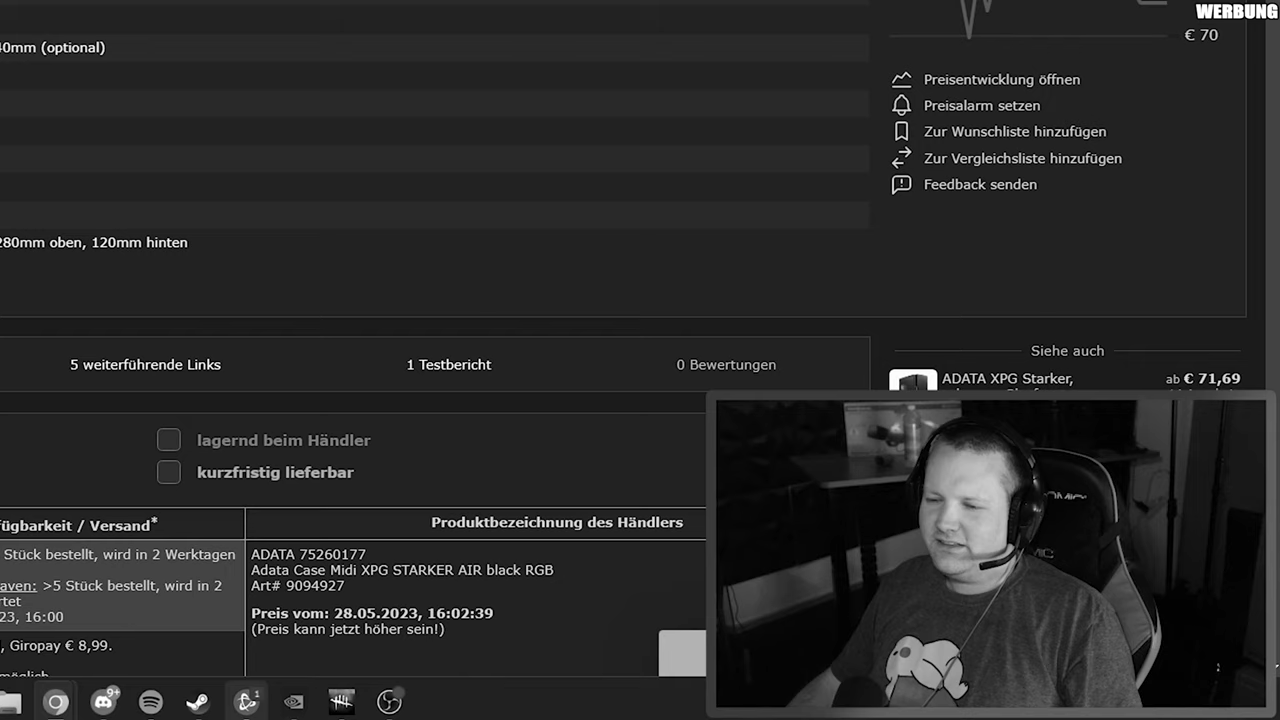 WERBUNG
40mm (optional)
€ 70
Preisentwicklung öffnen
Preisalarm setzen
Zur Wunschliste hinzufügen
Zur Vergleichsliste hinzufügen
Feedback senden
280mm oben, 120mm hinten
5 weiterführende Links
1 Testbericht
0 Bewertungen
Siehe auch
ADATA XPG Starker,
ab € 71,69
lagernd beim Händler
kurzfristig lieferbar
fügbarkeit / Versand*
Produktbezeichnung des Händlers
Stück bestellt, wird in 2 Werktagen
aven: >5 Stück bestellt, wird in 2
rtet
23, 16:00
, Giropay € 8,99.
ADATA 75260177
Adata Case Midi XPG STARKER AIR black RGB
Art# 9094927
Preis vom: 28.05.2023, 16:02:39
(Preis kann jetzt höher sein!)
9+
1